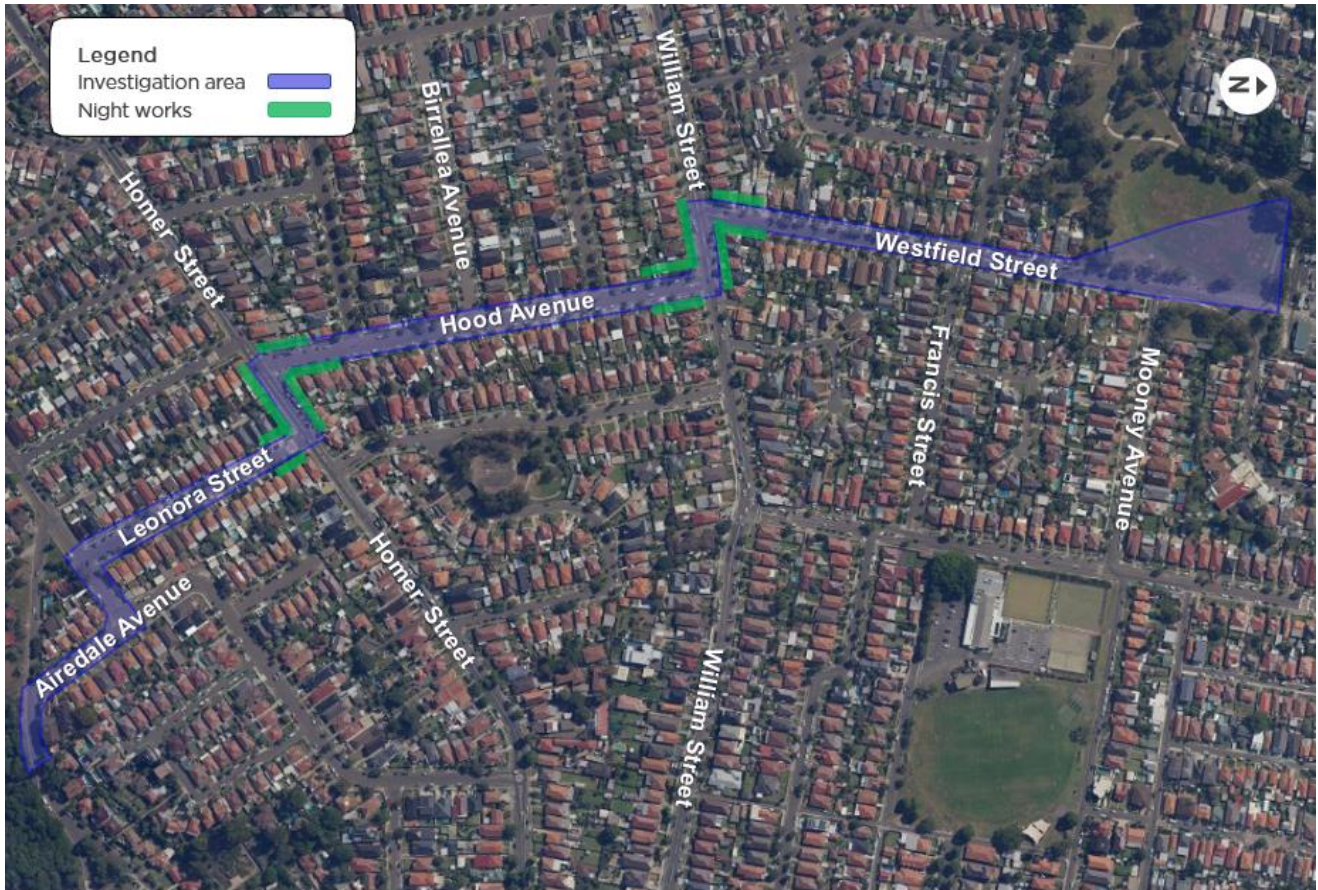 Legend
Investigation area
Night works
N
William Street
Birrellea Avenue
Homer Street
Westfield Street
Hood Avenue
Francis Street
Mooney Avenue
Leonora Street
Homer Street
Airedale Avenue
William Street